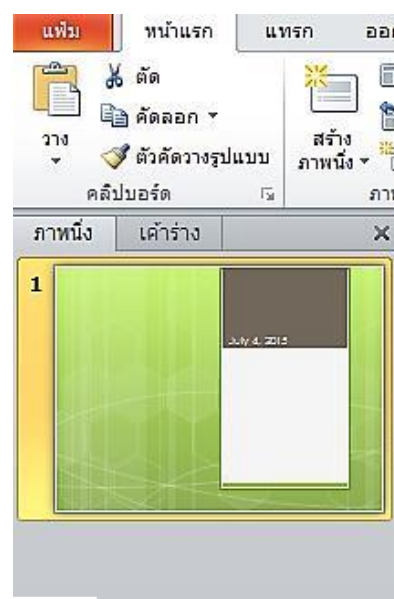 แฟ้ม หน้าแรก แทรก
ตัด
คัดลอก
วาง
ตัวคัดวางรูปแบบ
สร้าง
ภาพนิ่ง
คลิปบอร์ด
ภาพนิ่ง เค้าร่าง
1
July 4, 2015